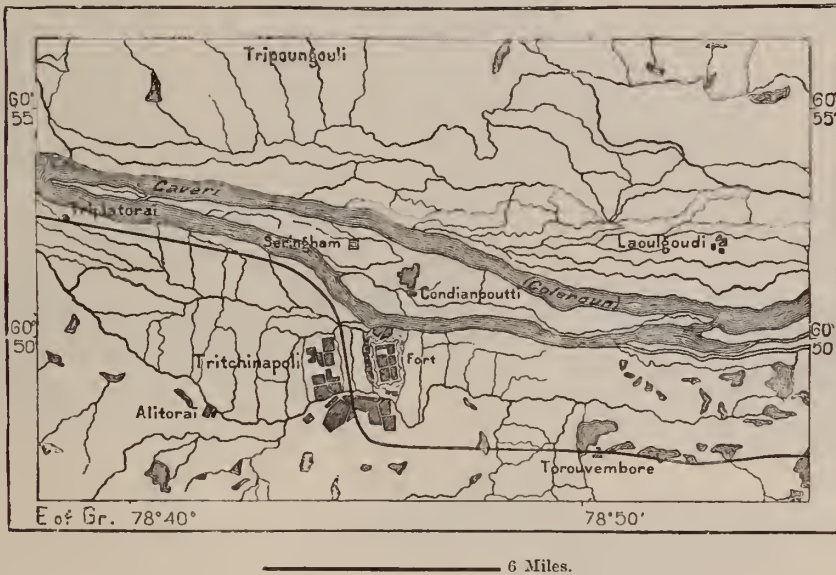 Tripoungouli
60°
55'
60°
55'
Caveri
Triplatorai
Seringham
Laoulgoudi
Condianpoutti
(Coleroun)
60°
50'
60°
50'
Tritchinapoli
Fort
Alitorai
Torouvembore
E of Gr.
78°40'
78°50'
6 Miles.